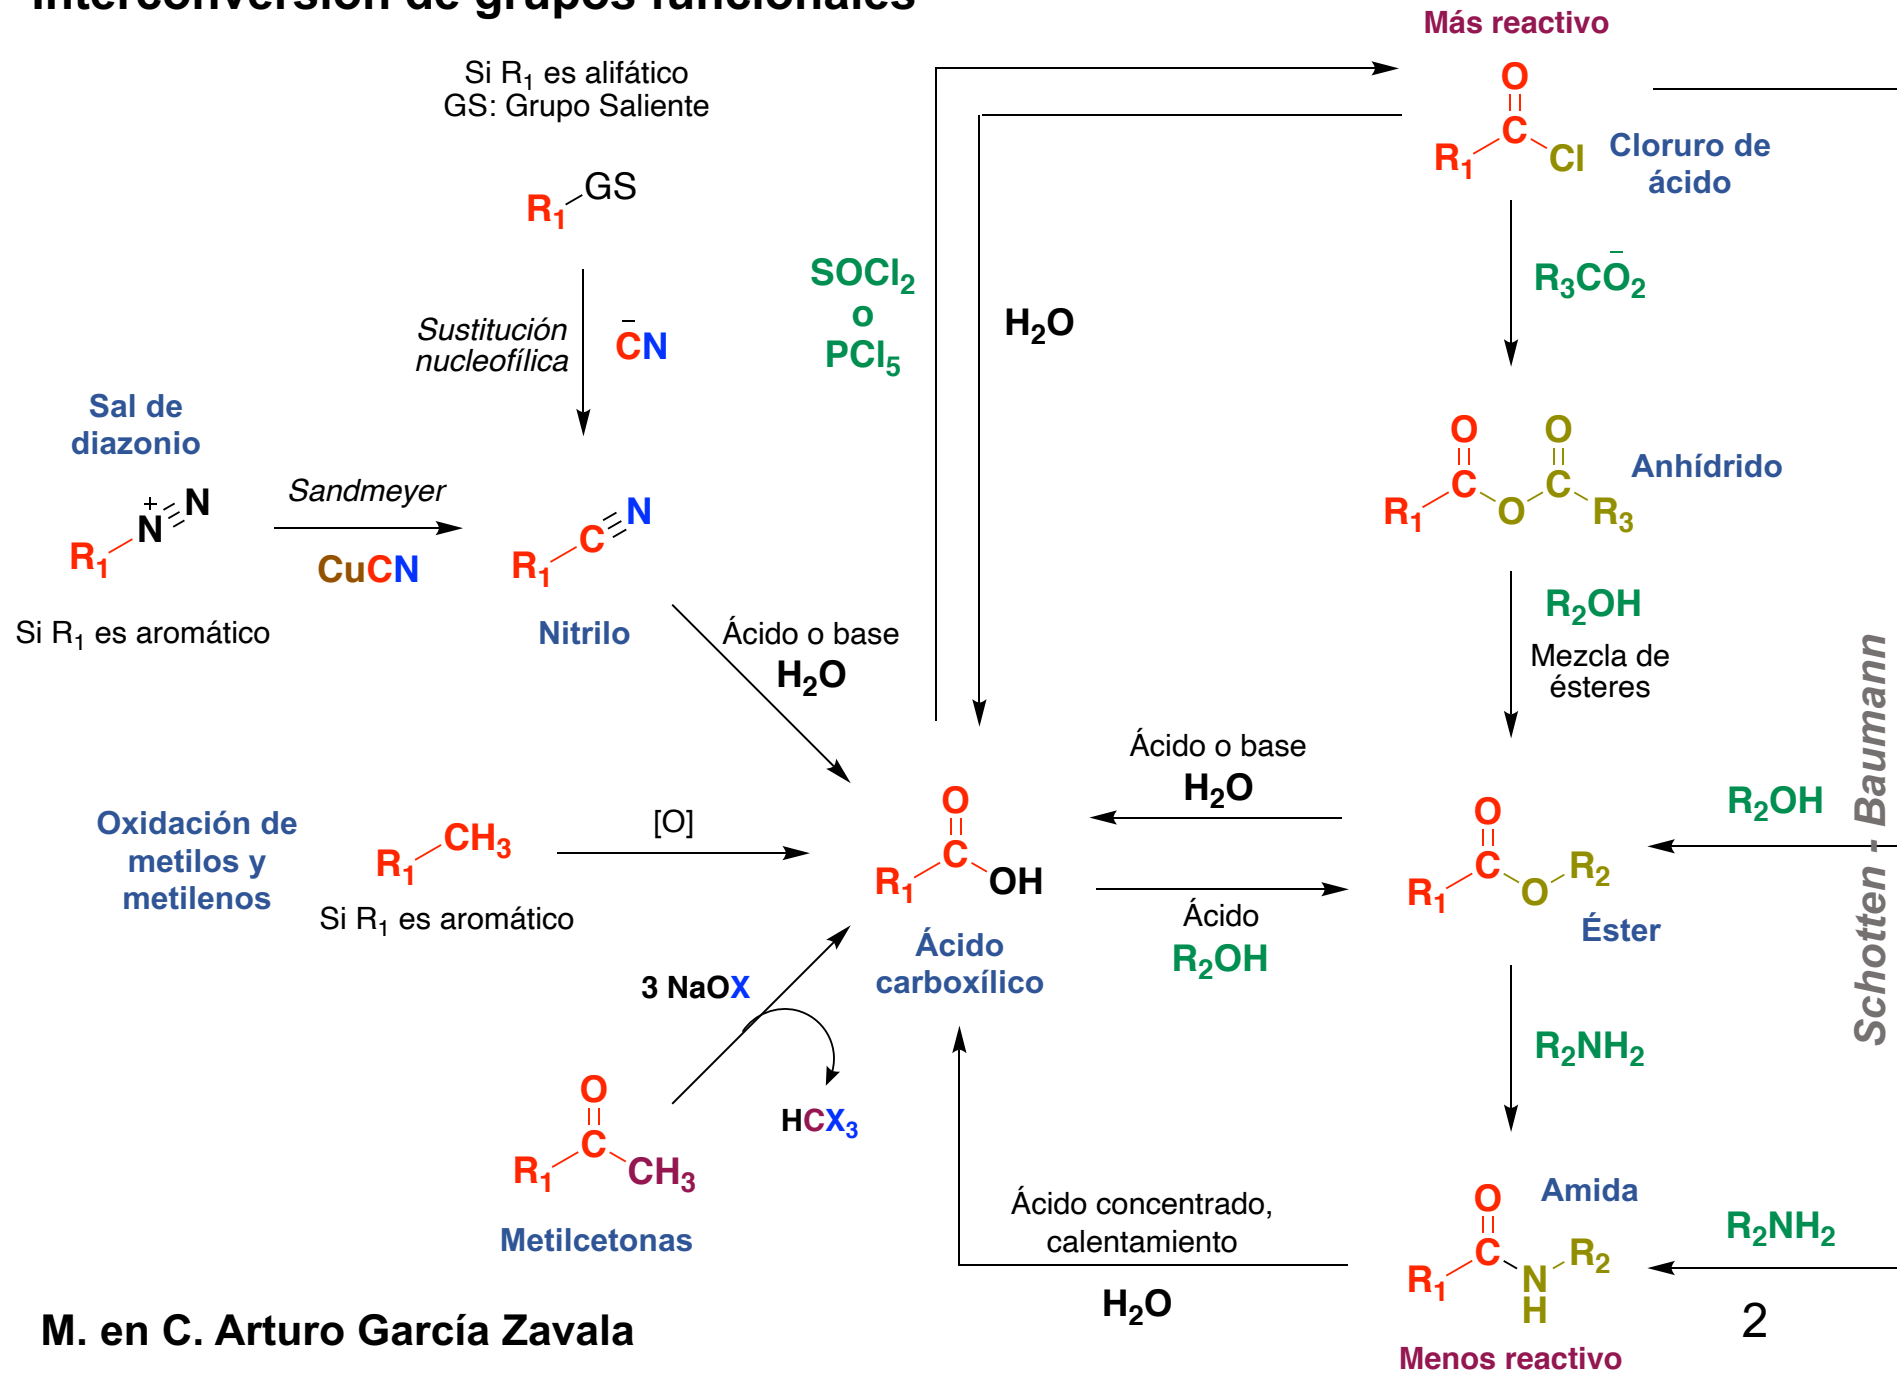 Interconversión de grupos funcionales
Más reactivo
Si R₁ es alifático
GS: Grupo Saliente
R₁
GS
Sustitución
nucleofílica
C̅N
Sal de
diazonio
R₁
N
+
N
Si R₁ es aromático
Sandmeyer
CuCN
R₁
C
N
Nitrilo
Ácido o base
H₂O
SOCl₂
o
PCl₅
H₂O
O
C
R₁
Cl
Cloruro de
ácido
R₃CO₂⁻
O
O
C
C
R₁
O
R₃
Anhídrido
R₂OH
Mezcla de
ésteres
Oxidación de
metilos y
metilenos
R₁
CH₃
Si R₁ es aromático
[O]
O
C
R₁
OH
Ácido
carboxílico
Ácido o base
H₂O
Ácido
R₂OH
O
C
R₁
O
R₂
Éster
R₂OH
Schotten - Baumann
3 NaOX
HCX₃
O
C
R₁
CH₃
Metilcetonas
R₂NH₂
Ácido concentrado,
calentamiento
H₂O
Amida
O
C
R₁
N
H
R₂
R₂NH₂
Menos reactivo
M. en C. Arturo García Zavala
2